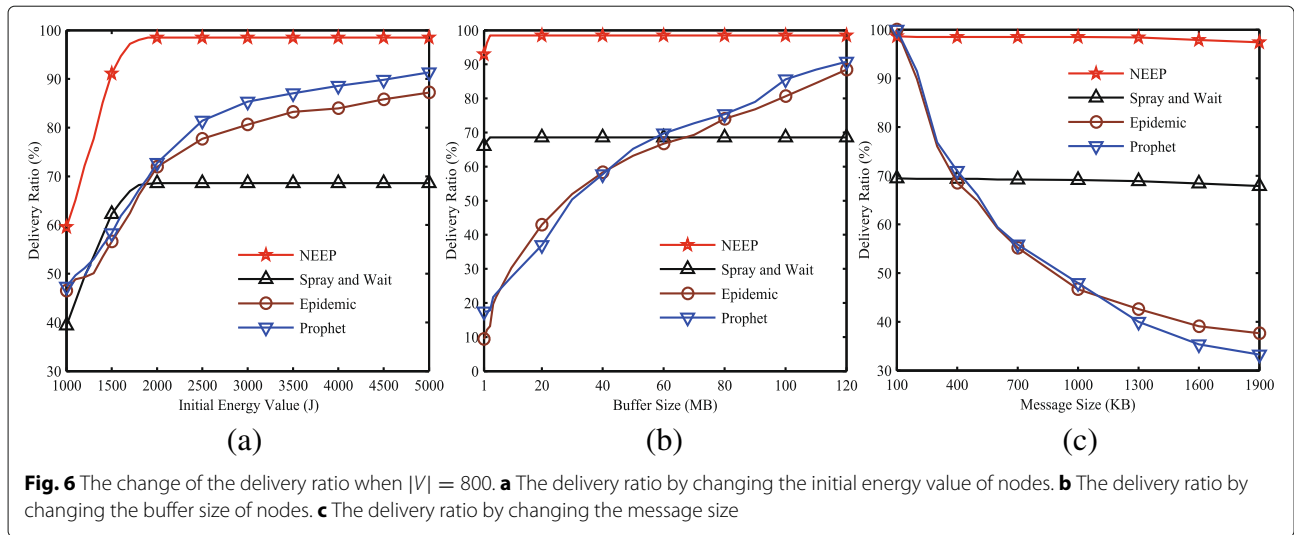 100
90
80
70
60
50
40
30
Delivery Ratio (%)
NEEP
Spray and Wait
Epidemic
Prophet
1000 1500 2000 2500 3000 3500 4000 4500 5000
Initial Energy Value (J)
(a)
100
90
80
70
60
50
40
30
20
10
0
Delivery Ratio (%)
NEEP
Spray and Wait
Epidemic
Prophet
1 20 40 60 80 100 120
Buffer Size (MB)
(b)
100
90
80
70
60
50
40
30
Delivery Ratio (%)
NEEP
Spray and Wait
Epidemic
Prophet
100 400 700 1000 1300 1600 1900
Message Size (KB)
(c)
Fig. 6 The change of the delivery ratio when |V| = 800. a The delivery ratio by changing the initial energy value of nodes. b The delivery ratio by
changing the buffer size of nodes. c The delivery ratio by changing the message size